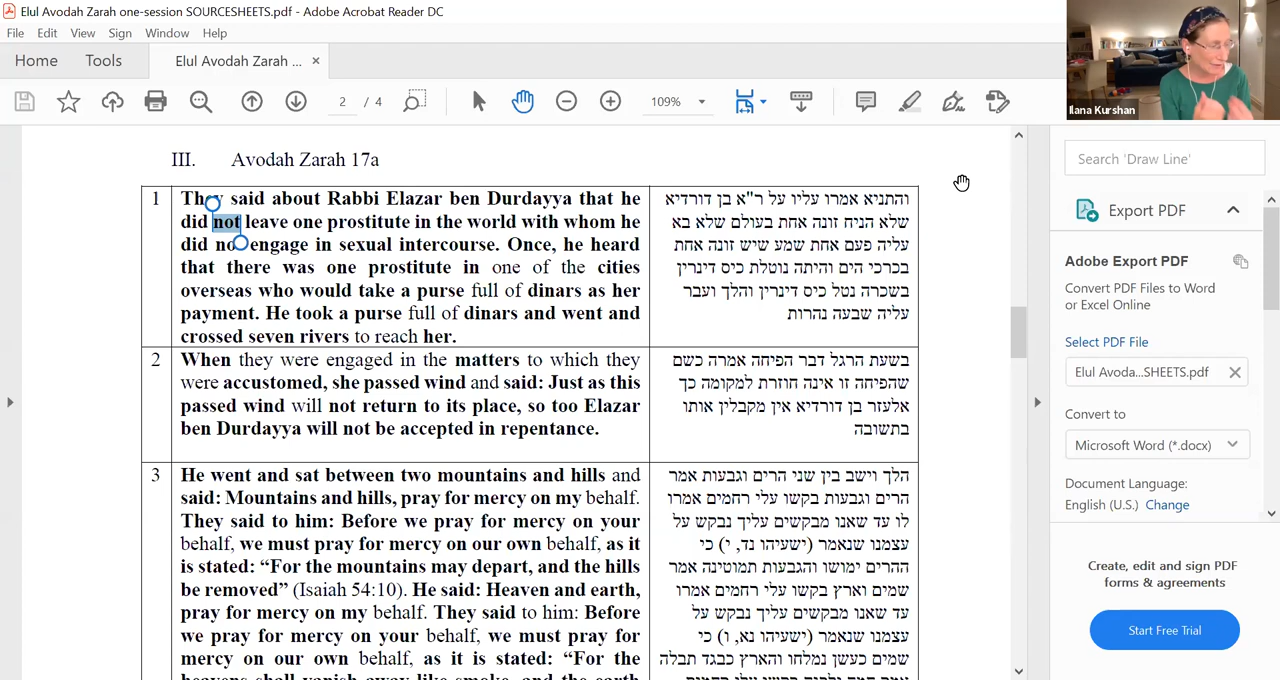 Elul Avodah Zarah one-session SOURCESHEETS.pdf - Adobe Acrobat Reader DC
File Edit View Sign Window Help
Home Tools Elul Avodah Zarah ... ×
2 / 4 109%
Ilana Kurshan
III. Avodah Zarah 17a
1
They said about Rabbi Elazar ben Durdayya that he
did not leave one prostitute in the world with whom he
did no engage in sexual intercourse. Once, he heard
that there was one prostitute in one of the cities
overseas who would take a purse full of dinars as her
payment. He took a purse full of dinars and went and
crossed seven rivers to reach her.
והתניא אמרו עליו על ר"א בן דורדיא
שלא הניח זונה אחת בעולם שלא בא
עליה פעם אחת שמע שיש זונה אחת
בכרכי הים והיתה נוטלת כיס דינרין
בשכרה נטל כיס דינרין והלך ועבר
עליה שבעה נהרות
2
When they were engaged in the matters to which they
were accustomed, she passed wind and said: Just as this
passed wind will not return to its place, so too Elazar
ben Durdayya will not be accepted in repentance.
בשעת הרגל דבר הפיחה אמרה כשם
שהפיחה זו אינה חוזרת למקומה כך
אלעזר בן דורדיא אין מקבלין אותו
בתשובה
3
He went and sat between two mountains and hills and
said: Mountains and hills, pray for mercy on my behalf.
They said to him: Before we pray for mercy on your
behalf, we must pray for mercy on our own behalf, as it
is stated: “For the mountains may depart, and the hills
be removed” (Isaiah 54:10). He said: Heaven and earth,
pray for mercy on my behalf. They said to him: Before
we pray for mercy on your behalf, we must pray for
mercy on our own behalf, as it is stated: “For the
heavens shall vanish away like smoke, and the earth
הלך וישב בין שני הרים וגבעות אמר
הרים וגבעות בקשו עלי רחמים אמרו
לו עד שאנו מבקשים עליך נבקש על
עצמנו שנאמר (ישעיהו נד, י) כי
ההרים ימושו והגבעות תמוטינה אמר
שמים וארץ בקשו עלי רחמים אמרו
עד שאנו מבקשים עליך נבקש על
עצמנו שנאמר (ישעיהו נא, ו) כי
שמים כעשן נמלחו והארץ כבגד תבלה
Search 'Draw Line'
Export PDF
Adobe Export PDF
Convert PDF Files to Word
or Excel Online
Select PDF File
Elul Avoda...SHEETS.pdf
Convert to
Microsoft Word (*.docx)
Document Language:
English (U.S.) Change
Create, edit and sign PDF
forms & agreements
Start Free Trial